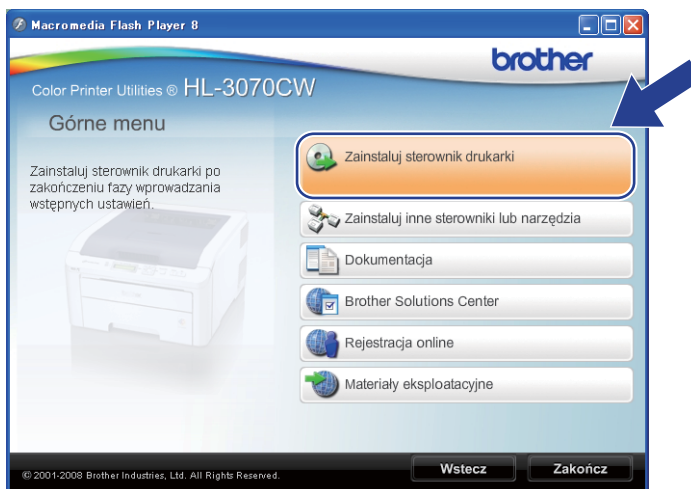 Macromedia Flash Player 8
brother
Color Printer Utilities ® HL-3070CW
Górne menu
Zainstaluj sterownik drukarki po
zakończeniu fazy wprowadzania
wstępnych ustawień.
Zainstaluj sterownik drukarki
Zainstaluj inne sterowniki lub narzędzia
Dokumentacja
Brother Solutions Center
Rejestracja online
Materiały eksploatacyjne
© 2001-2008 Brother Industries, Ltd. All Rights Reserved.
Wstecz
Zakończ